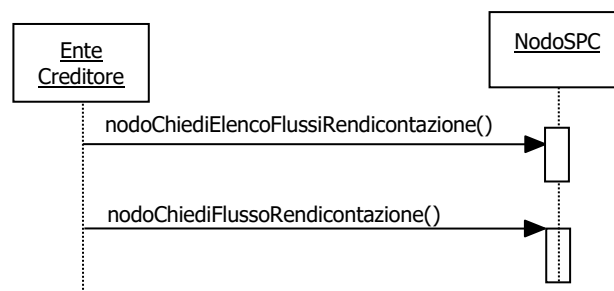 Ente
Creditore
NodoSPC
nodoChiediElencoFlussiRendicontazione()
nodoChiediFlussoRendicontazione()